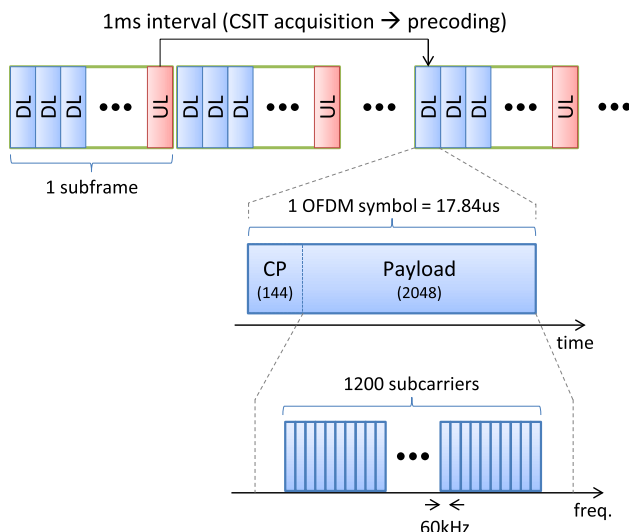 1ms interval (CSIT acquisition → precoding)
DL DL DL ••• UL DL DL DL ••• UL ••• DL DL DL ••• UL •••
1 subframe
1 OFDM symbol = 17.84us
CP Payload
(144) (2048)
time
1200 subcarriers
•••
freq.
60kHz